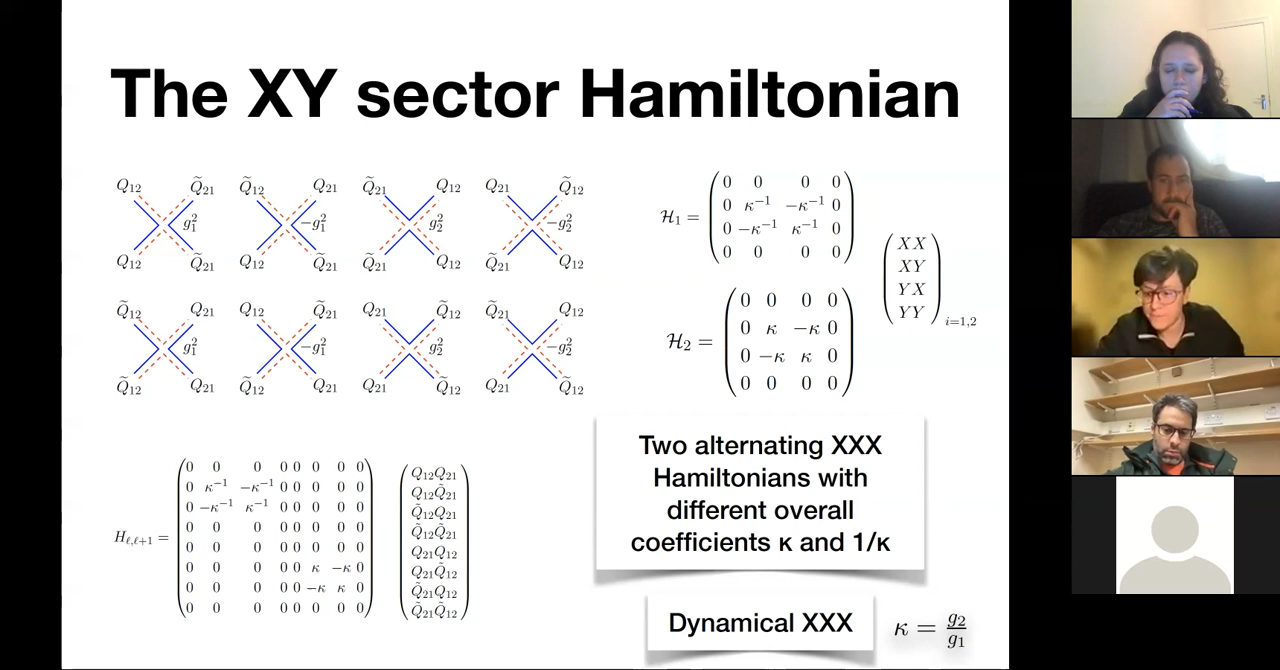 The XY sector Hamiltonian
Q₁₂ Q̃₂₁ Q̃₁₂ Q₂₁ Q̃₂₁ Q₁₂ Q₂₁ Q̃₁₂
g₁² −g₁² g₂² −g₂²
Q₁₂ Q̃₂₁ Q₁₂ Q̃₂₁ Q̃₂₁ Q₁₂ Q̃₂₁ Q₁₂
Q̃₁₂ Q₂₁ Q₁₂ Q̃₂₁ Q₂₁ Q̃₁₂ Q̃₂₁ Q₁₂
g₁² −g₁² g₂² −g₂²
Q̃₁₂ Q₂₁ Q̃₁₂ Q₂₁ Q₂₁ Q̃₁₂ Q₂₁ Q̃₁₂
0 0 0 0 0 0 0 0
0 κ⁻¹ −κ⁻¹ 0 0 0 0 0
0 −κ⁻¹ κ⁻¹ 0 0 0 0 0
0 0 0 0 0 0 0 0
H_{ℓ,ℓ+1} =
0 0 0 0 0 0 0 0
0 0 0 0 0 κ −κ 0
0 0 0 0 0 −κ κ 0
0 0 0 0 0 0 0 0
Q₁₂Q₂₁
Q₁₂Q̃₂₁
Q̃₁₂Q₂₁
Q̃₁₂Q̃₂₁
Q₂₁Q₁₂
Q₂₁Q̃₁₂
Q̃₂₁Q₁₂
Q̃₂₁Q̃₁₂
ℋ₁ =
0 0 0 0
0 κ⁻¹ −κ⁻¹ 0
0 −κ⁻¹ κ⁻¹ 0
0 0 0 0
ℋ₂ =
0 0 0 0
0 κ −κ 0
0 −κ κ 0
0 0 0 0
XX
XY
YX
YY
i=1,2
Two alternating XXX
Hamiltonians with
different overall
coefficients κ and 1/κ
Dynamical XXX
κ = g₂/g₁